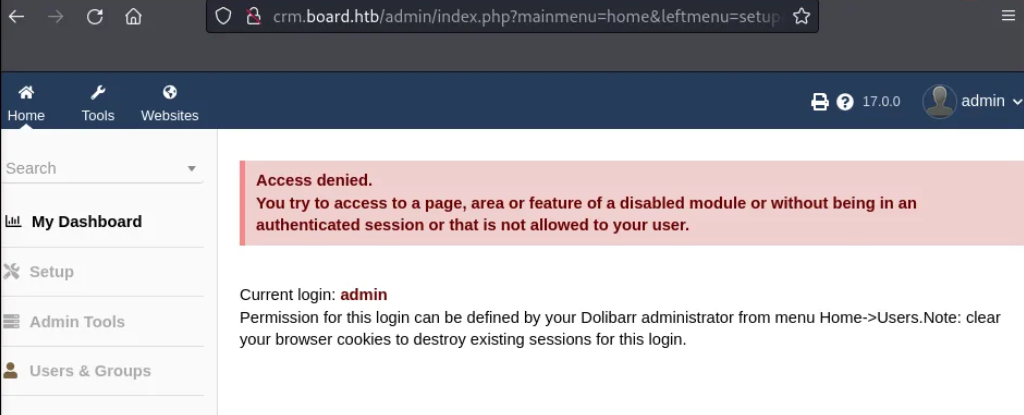 crm.board.htb/admin/index.php?mainmenu=home&leftmenu=setup
Home Tools Websites 17.0.0 admin
Search
My Dashboard
Setup
Admin Tools
Users & Groups
Access denied.
You try to access to a page, area or feature of a disabled module or without being in an
authenticated session or that is not allowed to your user.
Current login: admin
Permission for this login can be defined by your Dolibarr administrator from menu Home->Users.Note: clear
your browser cookies to destroy existing sessions for this login.